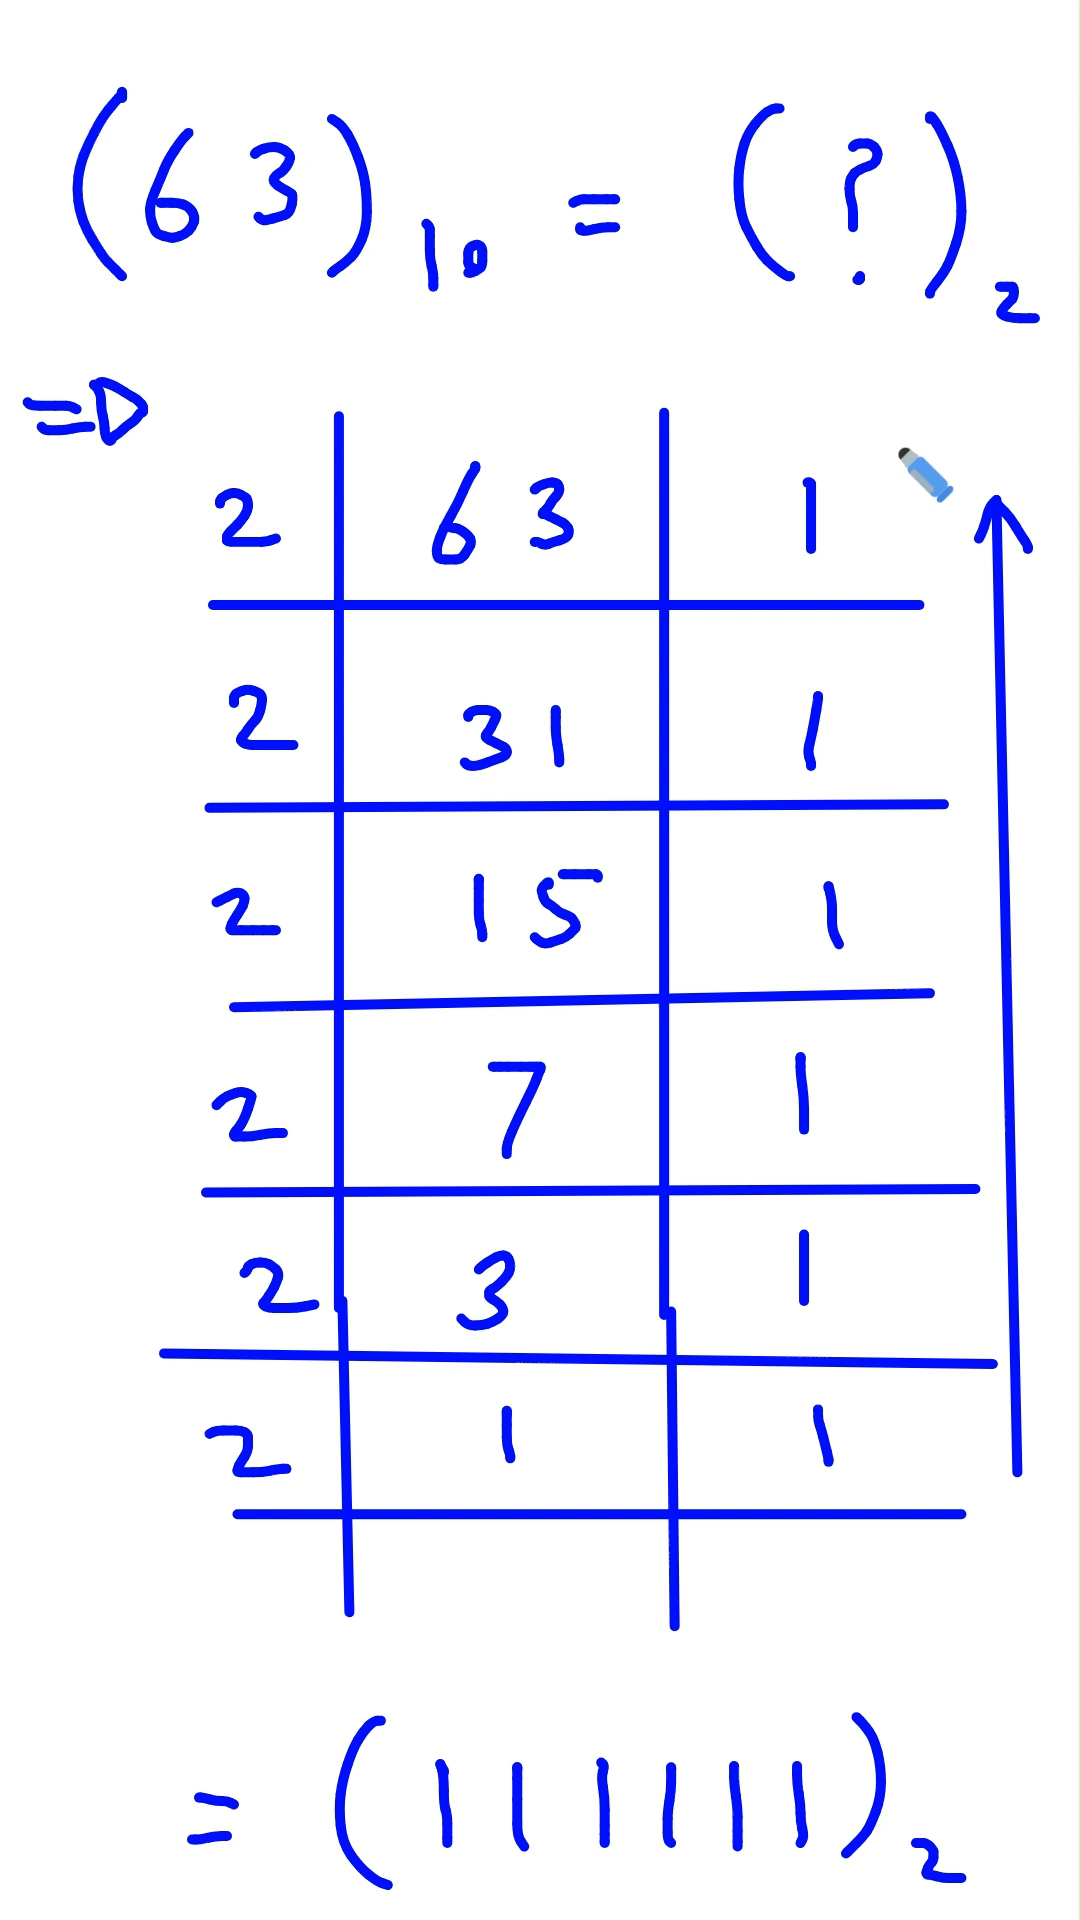 (63)₁₀ = (?)₂
⇒
2 | 63 | 1
2 | 31 | 1
2 | 15 | 1
2 | 7 | 1
2 | 3 | 1
2 | 1 | 1
= (111111)₂